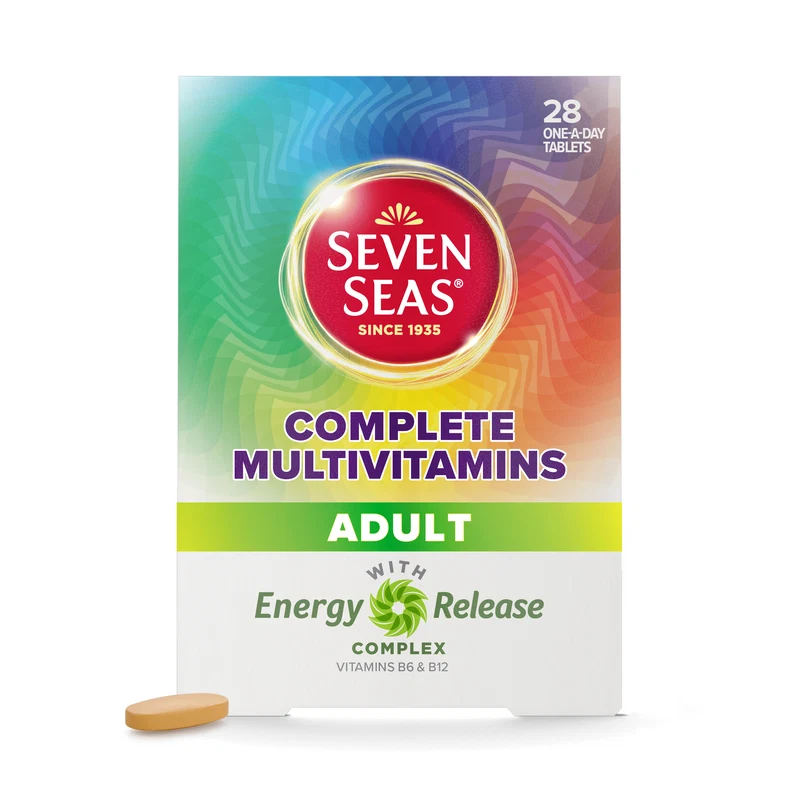 28
ONE-A-DAY
TABLETS
SEVEN
SEAS®
SINCE 1935
COMPLETE
MULTIVITAMINS
ADULT
WITH
Energy Release
COMPLEX
VITAMINS B6 & B12